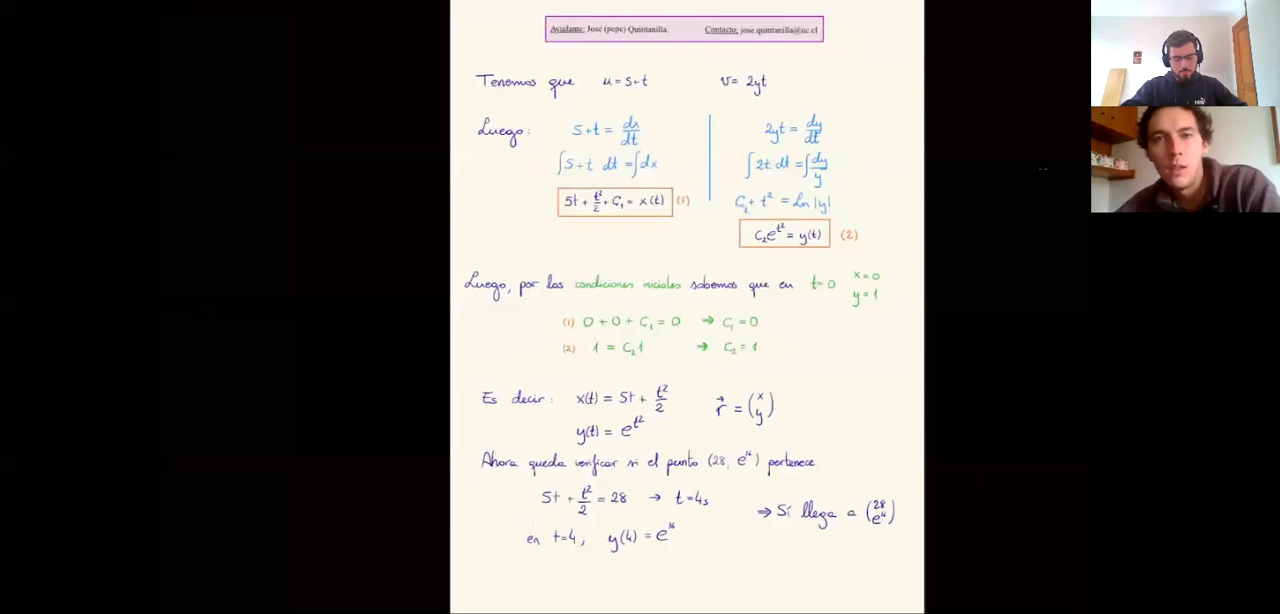 Ayudante: José (pepe) Quintanilla. Contacto: jose.quintanilla@uc.cl
Tenemos que u = 5+t v = 2yt
Luego: 5+t = dx/dt 2yt = dy/dt
∫5+t dt = ∫dx ∫2t dt = ∫dy/y
5t + t²/2 + C₁ = x(t) (1) C₂ + t² = Ln|y|
C₂e^t² = y(t) (2)
Luego, por las condiciones iniciales sabemos que en t=0 x=0
y=1
(1) 0 + 0 + C₁ = 0 → C₁ = 0
(2) 1 = C₂1 → C₂ = 1
Es decir: x(t) = 5t + t²/2 r⃗ = (x y)
y(t) = e^t²
Ahora queda verificar si el punto (28, e^16) pertenece.
5t + t²/2 = 28 → t=4s ⇒ Sí llega a (28 e^16)
en t=4, y(4) = e^16